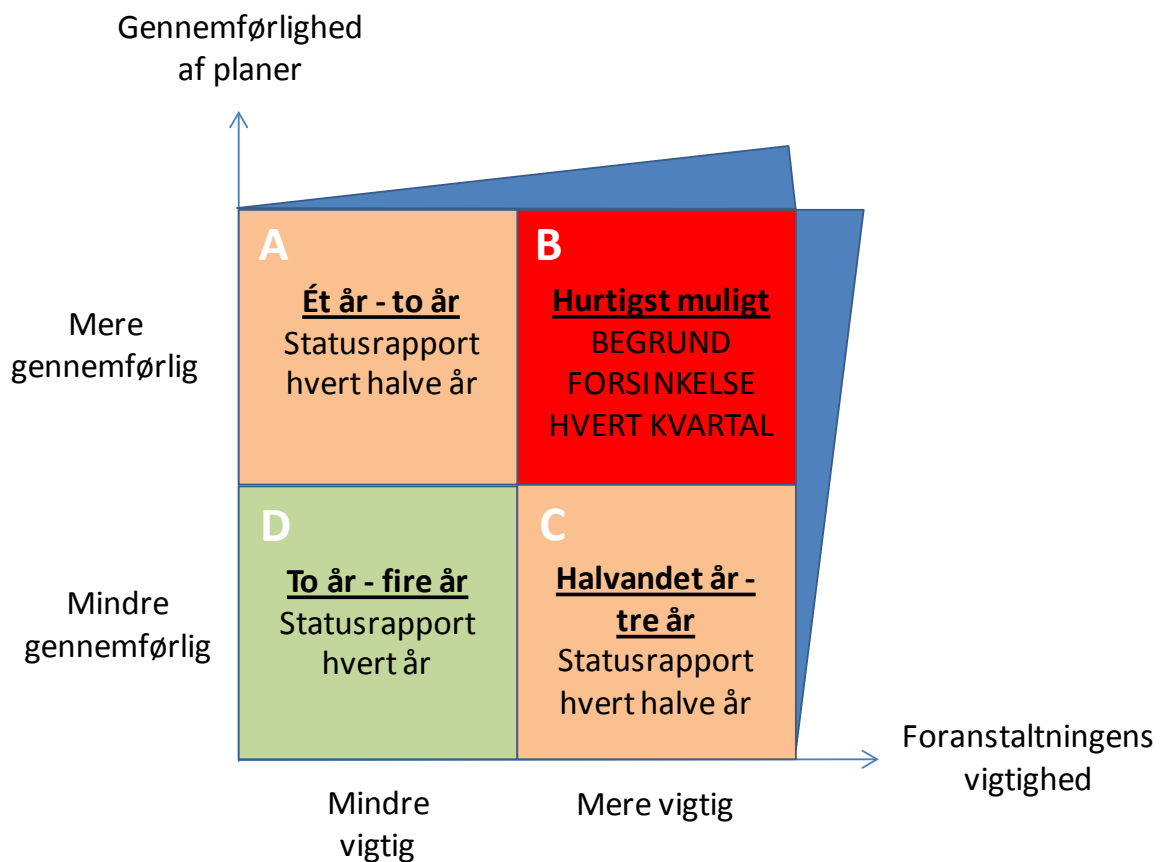 Gennemførlighed
af planer
A
Ét år - to år
Statusrapport
hvert halve år
B
Hurtigst muligt
BEGRUND
FORSINKELSE
HVERT KVARTAL
Mere
gennemførlig
D
To år - fire år
Statusrapport
hvert år
C
Halvandet år -
tre år
Statusrapport
hvert halve år
Mindre
gennemførlig
Foranstaltningens
vigtighed
Mindre
vigtig
Mere vigtig